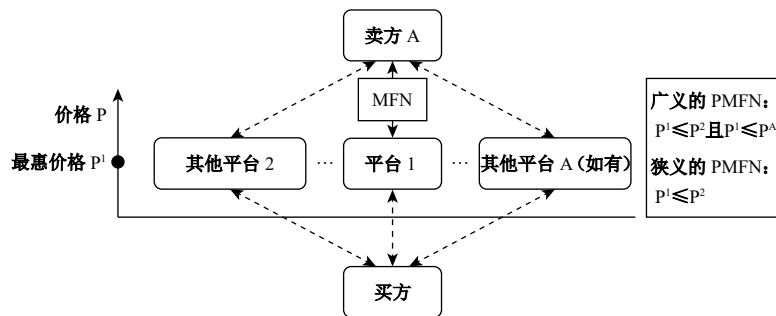 卖方 A
MFN
价格 P
广义的 PMFN：
P¹≤P²且P¹≤Pᴬ
最惠价格 P¹
其他平台 2
…
平台 1
…
其他平台 A（如有）
狭义的 PMFN：
P¹≤P²
买方